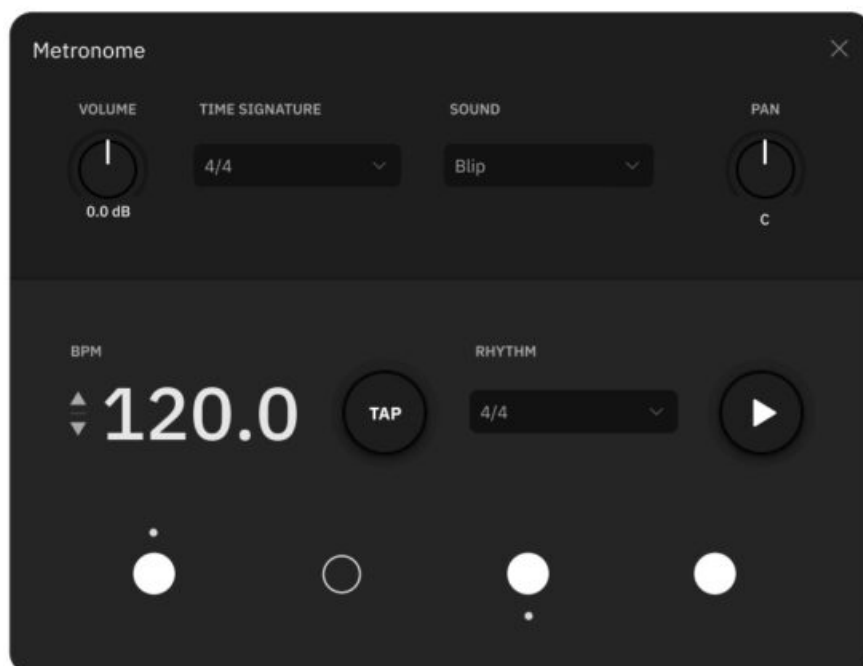 Metronome
VOLUME
TIME SIGNATURE
SOUND
PAN
4/4
Blip
0.0 dB
C
BPM
RHYTHM
120.0
TAP
4/4